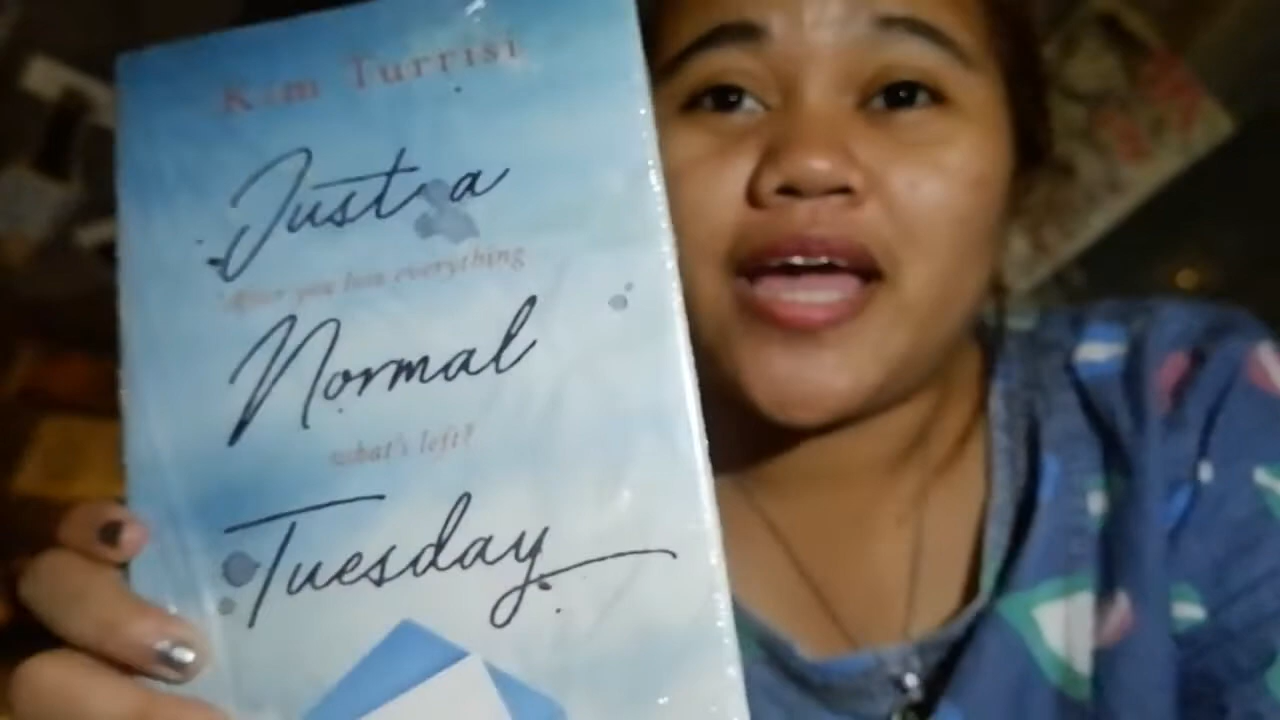 Kim Turrisi
Just a
After you lose everything
Normal
what's left?
Tuesday